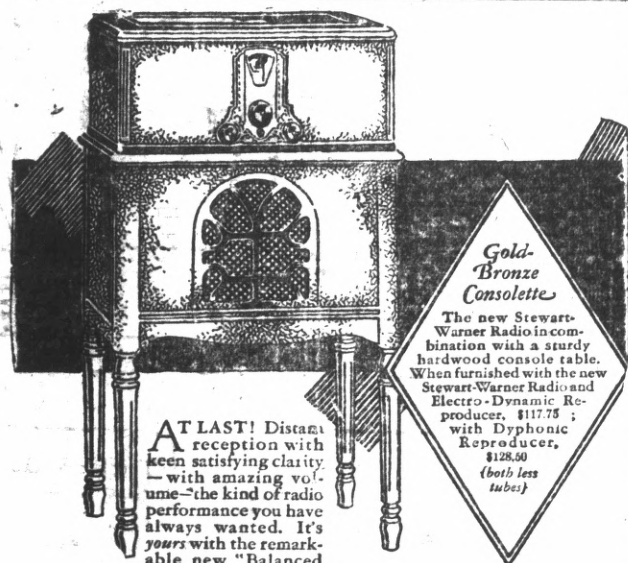 AT LAST! Distant
reception with
keen satisfying clarity
—with amazing vol-
ume—the kind of radio
performance you have
always wanted. It's
yours with the remark-
able new "Balanced
Gold-
Bronze
Consolette
The new Stewart-
Warner Radio in com-
bination with a sturdy
hardwood console table.
When furnished with the new
Stewart-Warner Radio and
Electro-Dynamic Re-
producer, $117.75 ;
with Dyphonic
Reproducer,
$128.50
{both less
tubes}